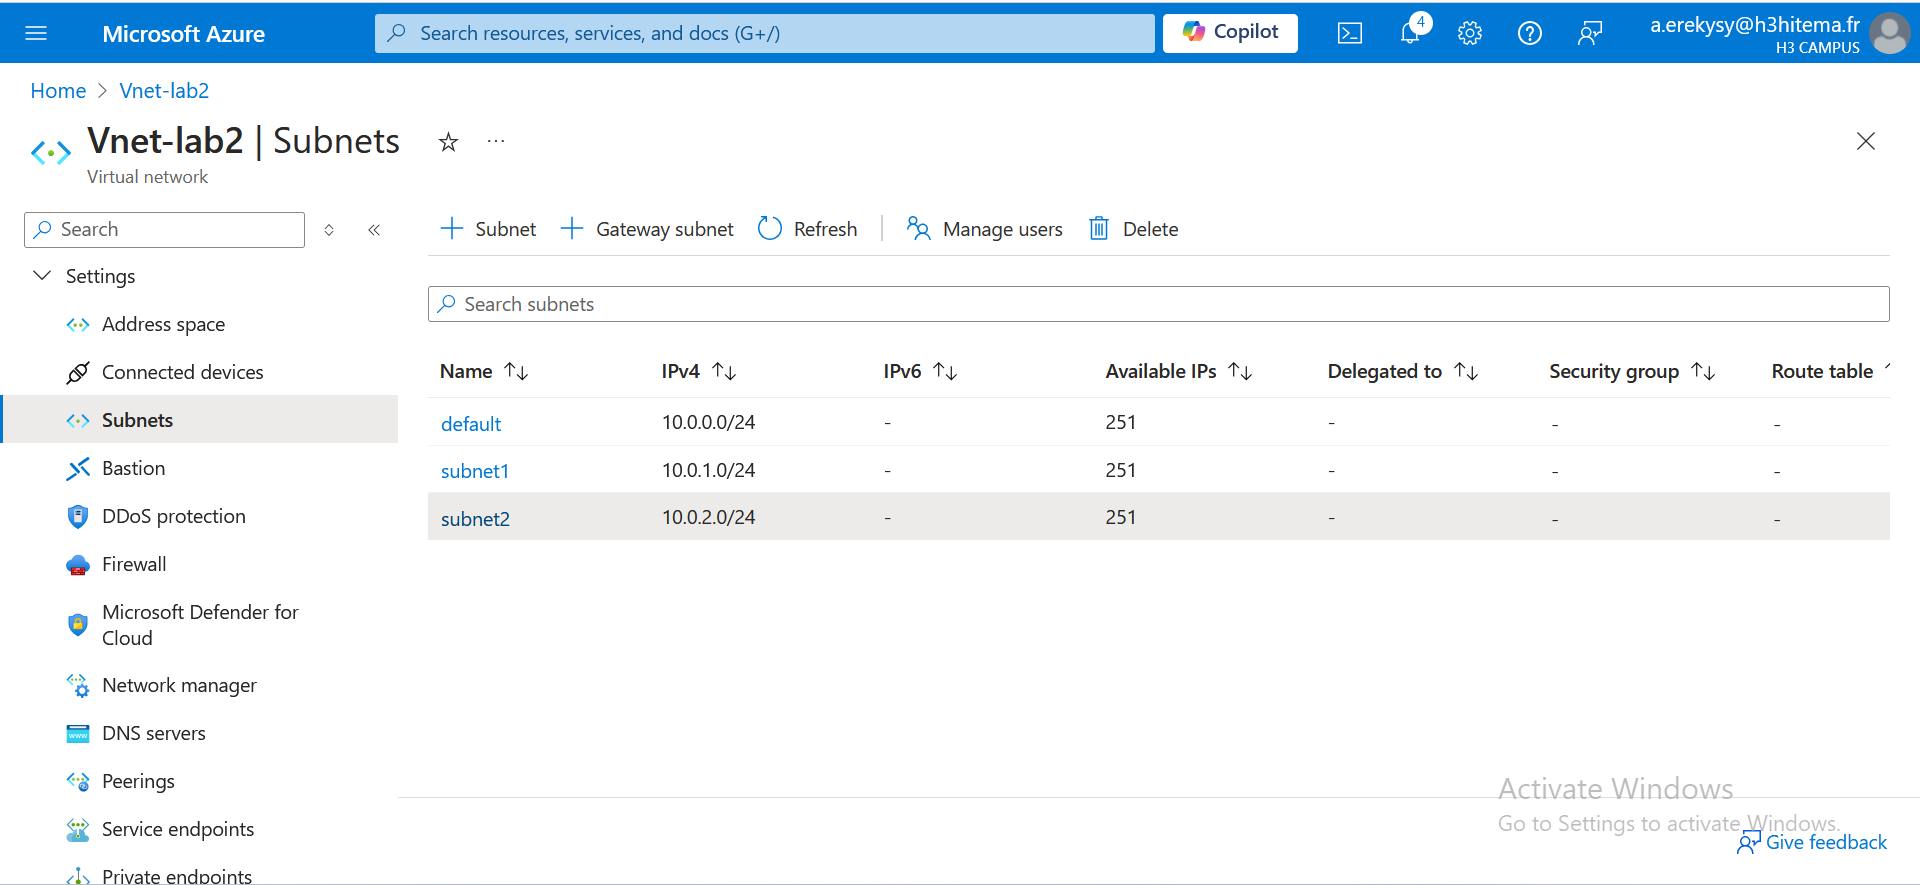 Microsoft Azure
Search resources, services, and docs (G+/)
Copilot
4
a.erekysy@h3hitema.fr
H3 CAMPUS
Home > Vnet-lab2
Vnet-lab2 | Subnets
Virtual network
Search
Subnet
Gateway subnet
Refresh
Manage users
Delete
Settings
Address space
Connected devices
Subnets
Bastion
DDoS protection
Firewall
Microsoft Defender for
Cloud
Network manager
DNS servers
Peerings
Service endpoints
Private endpoints
Search subnets
Name IPv4 IPv6 Available IPs Delegated to Security group Route table
default 10.0.0.0/24 - 251 - - -
subnet1 10.0.1.0/24 - 251 - - -
subnet2 10.0.2.0/24 - 251 - - -
Activate Windows
Go to Settings to activate Windows.
Give feedback